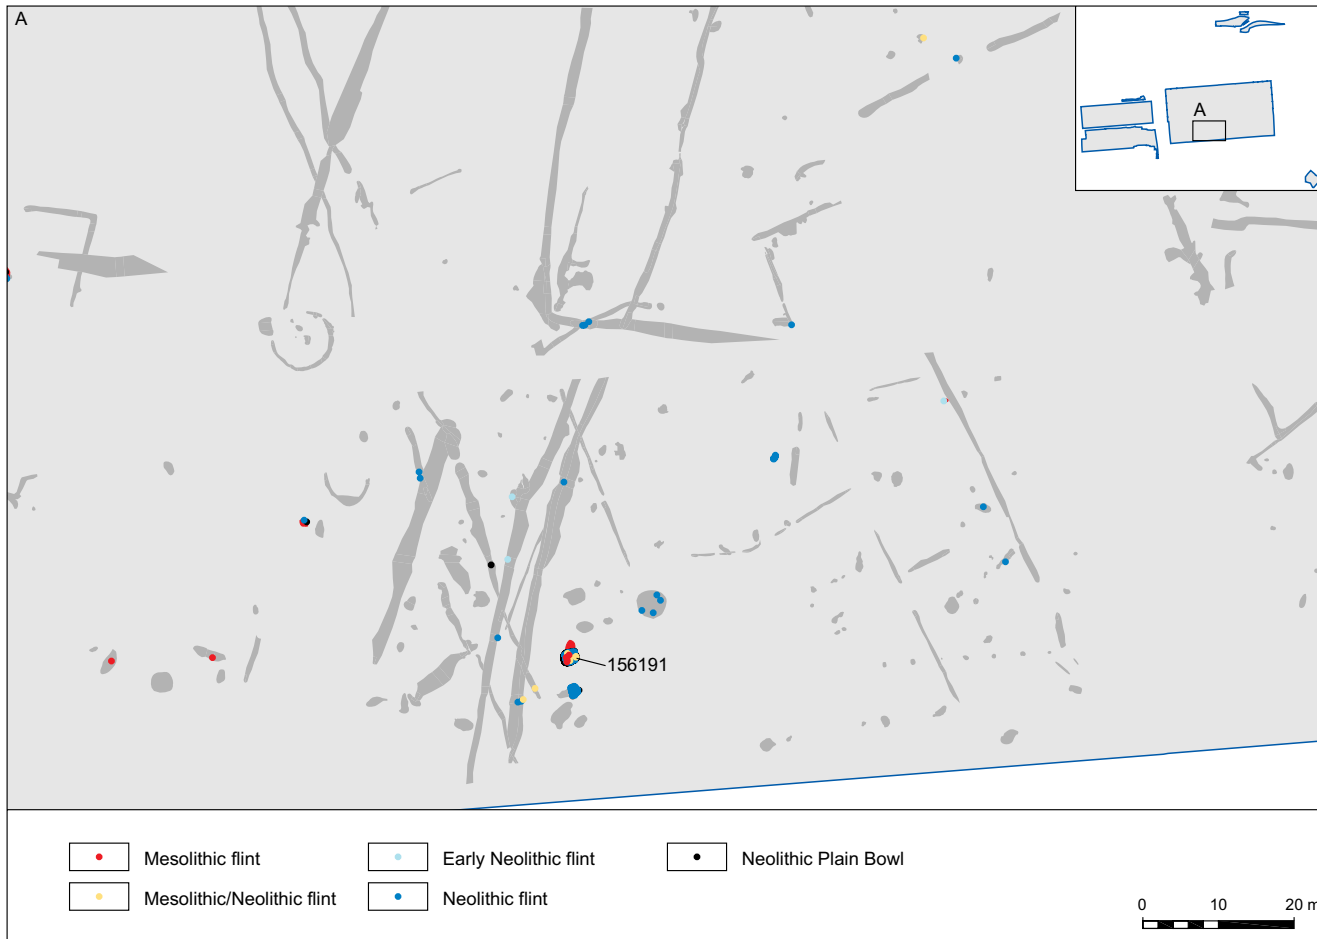 A
A
156191
Mesolithic flint
Early Neolithic flint
Neolithic Plain Bowl
Mesolithic/Neolithic flint
Neolithic flint
0 10 20 m